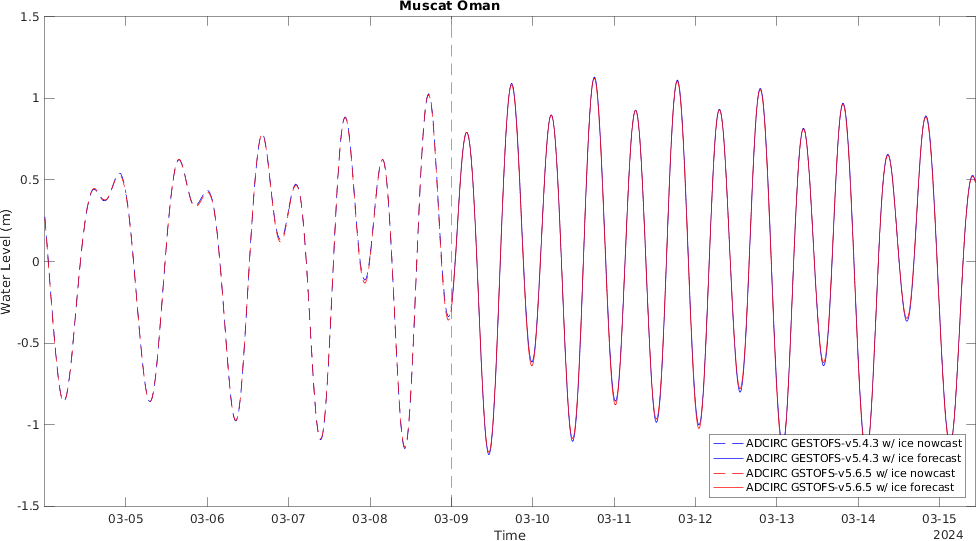 Muscat Oman
1.5
1
0.5
0
-0.5
-1
-1.5
Water Level (m)
03-05 03-06 03-07 03-08 03-09 03-10 03-11 03-12 03-13 03-14 03-15
Time
2024
ADCIRC GESTOFS-v5.4.3 w/ ice nowcast
ADCIRC GESTOFS-v5.4.3 w/ ice forecast
ADCIRC GSTOFS-v5.6.5 w/ ice nowcast
ADCIRC GSTOFS-v5.6.5 w/ ice forecast